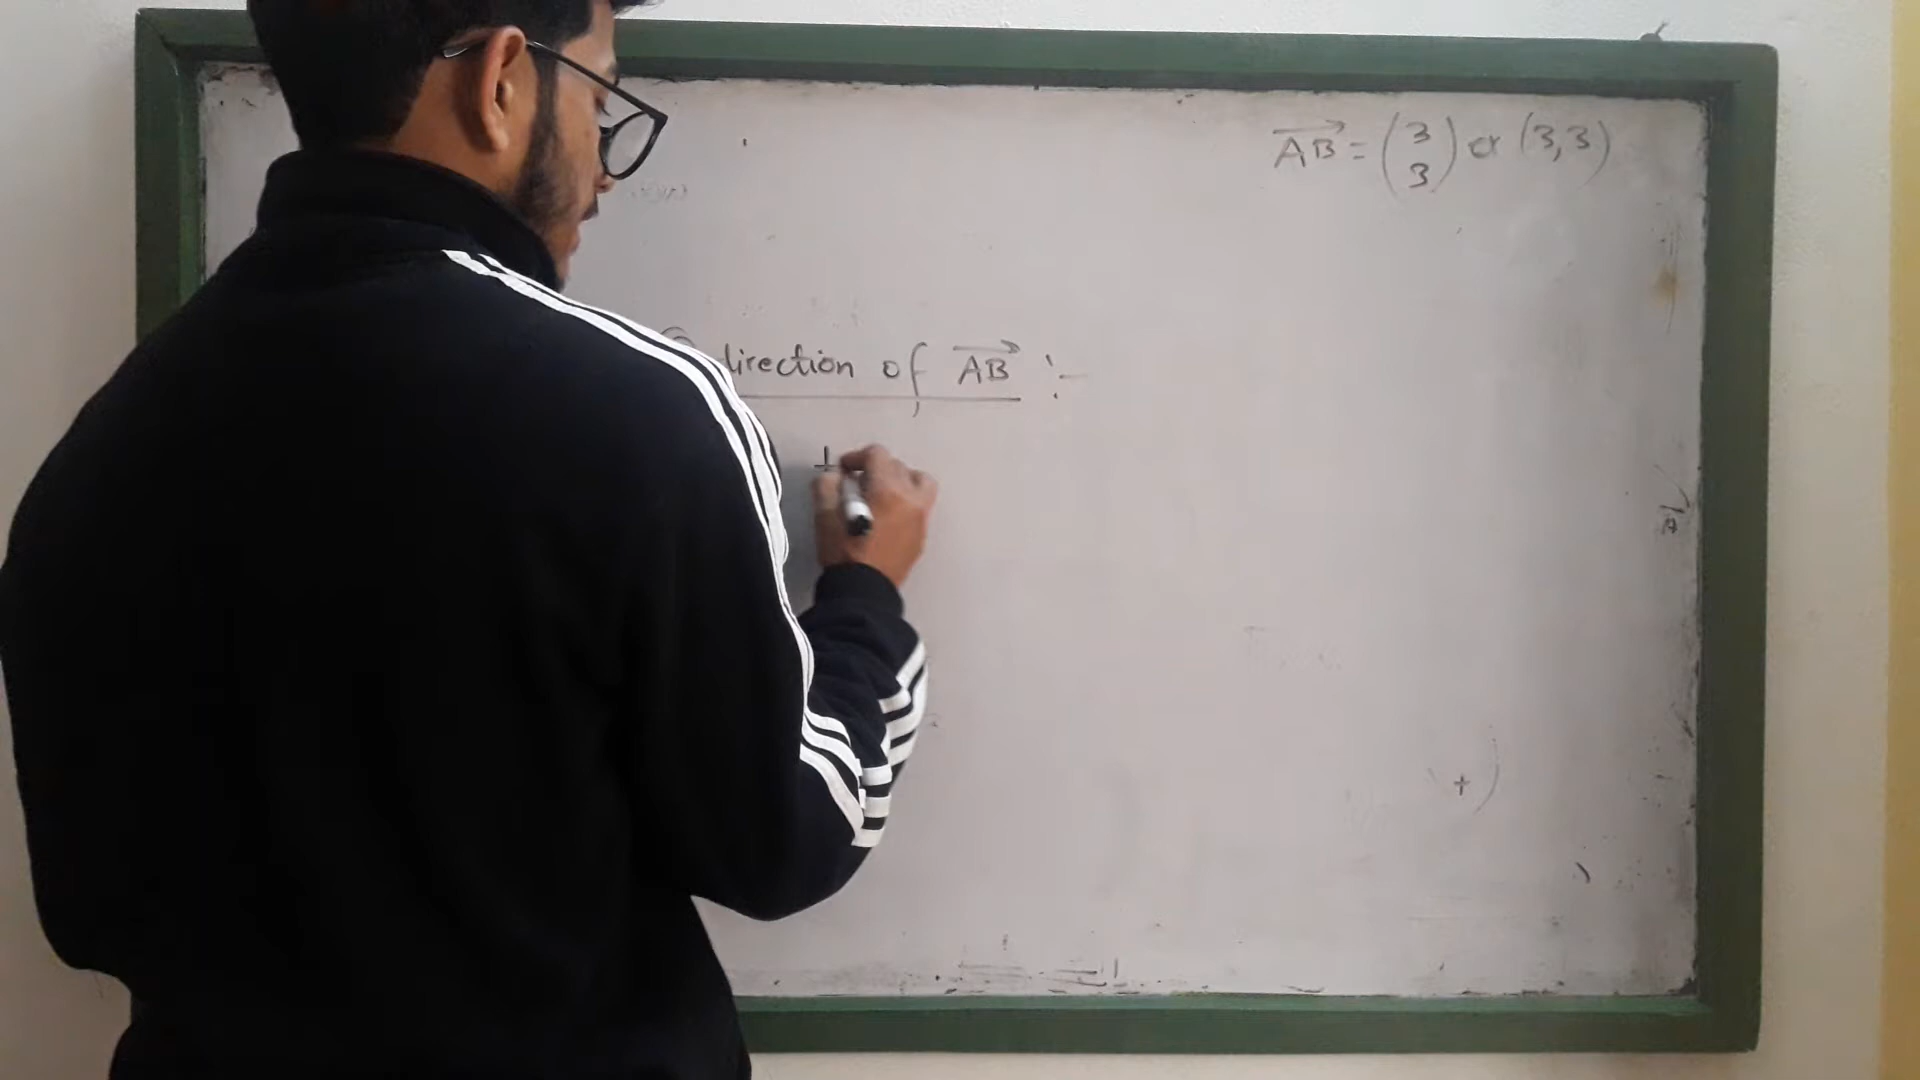 AB = (3 3) or (3,3)
direction of AB :-
+